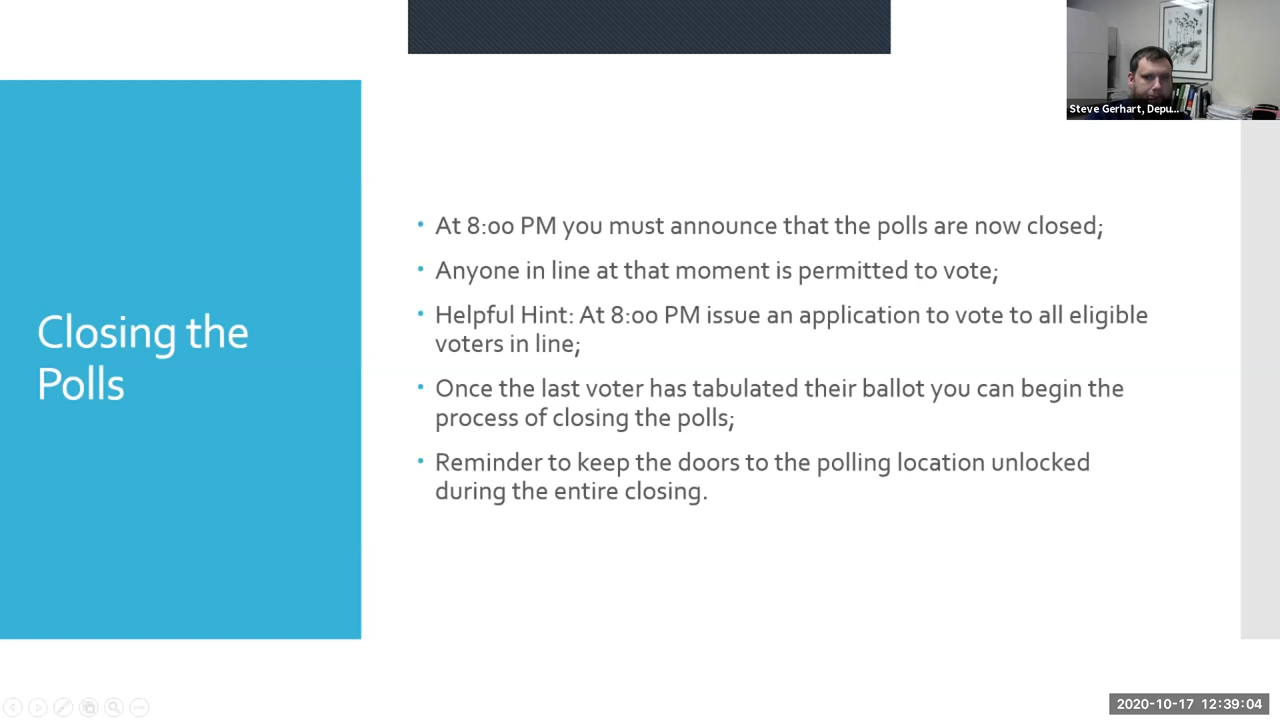 Steve Gerhart, Depu...
Closing the
Polls
• At 8:00 PM you must announce that the polls are now closed;
• Anyone in line at that moment is permitted to vote;
• Helpful Hint: At 8:00 PM issue an application to vote to all eligible
voters in line;
• Once the last voter has tabulated their ballot you can begin the
process of closing the polls;
• Reminder to keep the doors to the polling location unlocked
during the entire closing.
2020-10-17 12:39:04